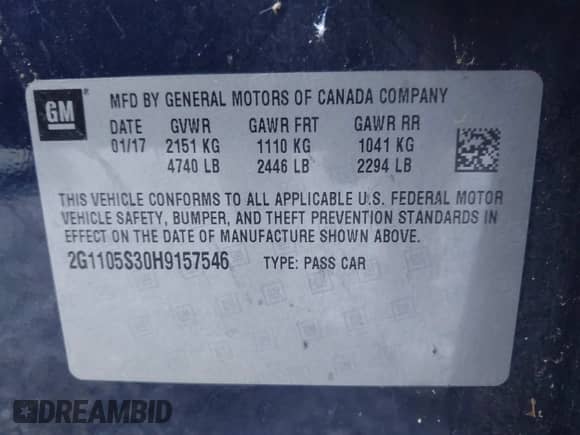 GM ®
MFD BY GENERAL MOTORS OF CANADA COMPANY
DATE GVWR GAWR FRT GAWR RR
01/17 2151 KG 1110 KG 1041 KG
4740 LB 2446 LB 2294 LB
THIS VEHICLE CONFORMS TO ALL APPLICABLE U.S. FEDERAL MOTOR
VEHICLE SAFETY, BUMPER, AND THEFT PREVENTION STANDARDS IN
EFFECT ON THE DATE OF MANUFACTURE SHOWN ABOVE.
2G1105S30H9157546 TYPE: PASS CAR
DREAMBID